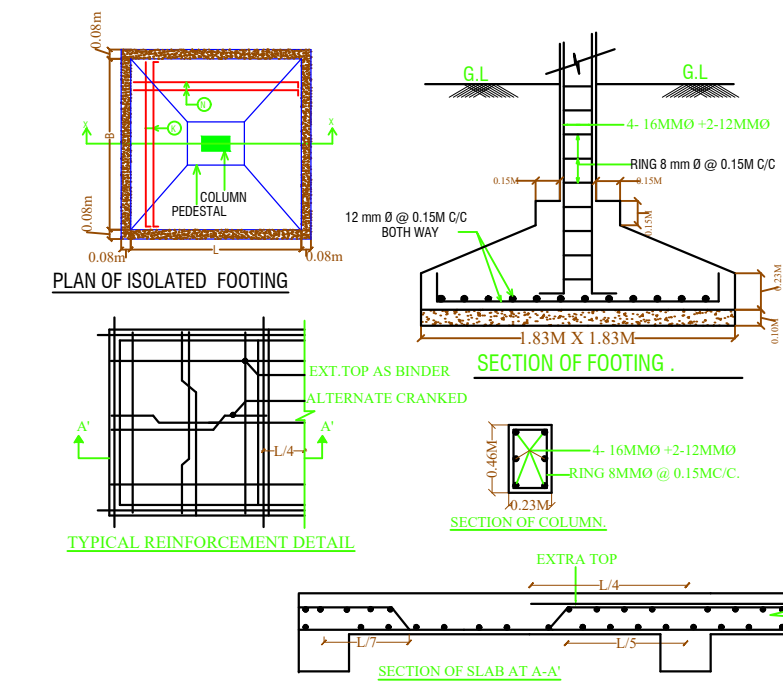 0.08m
N
K
x
x
B
COLUMN
PEDESTAL
0.08m
0.08m
L
0.08m
PLAN OF ISOLATED FOOTING
G.L
G.L
4- 16MMØ +2-12MMØ
RING 8 mm Ø @ 0.15M C/C
0.15M
0.15M
0.15M
12 mm Ø @ 0.15M C/C
BOTH WAY
0.23M
0.10M
1.83M X 1.83M
SECTION OF FOOTING .
EXT.TOP AS BINDER
ALTERNATE CRANKED
A'
A'
L/4
TYPICAL REINFORCEMENT DETAIL
0.46M
4- 16MMØ +2-12MMØ
RING 8MMØ @ 0.15MC/C.
0.23M
SECTION OF COLUMN.
EXTRA TOP
L/4
L/7
L/5
SECTION OF SLAB AT A-A'